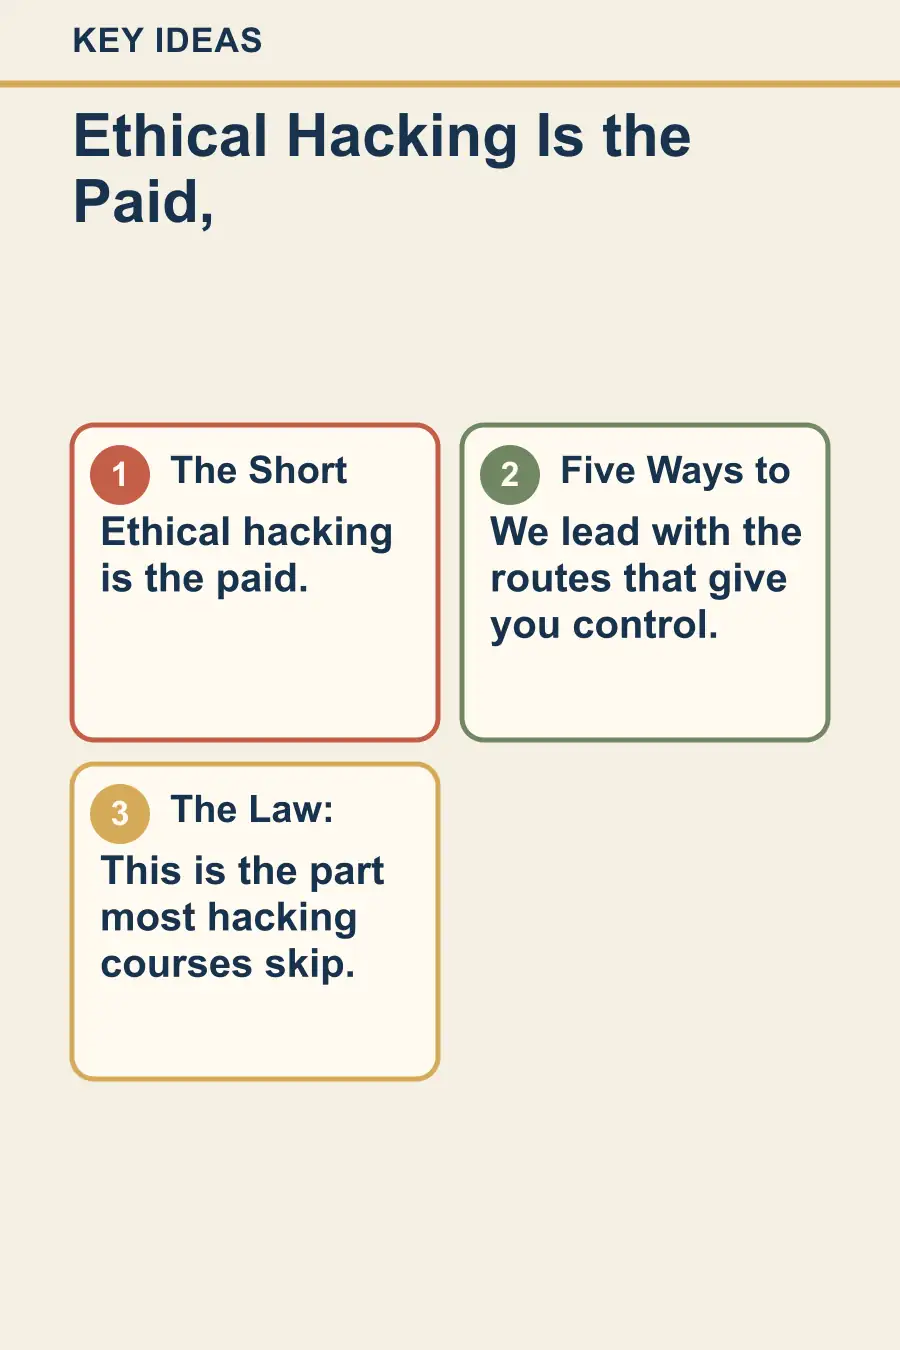 KEY IDEAS
Ethical Hacking Is the
Paid,
1 The Short
Ethical hacking
is the paid.
2 Five Ways to
We lead with the
routes that give
you control.
3 The Law:
This is the part
most hacking
courses skip.